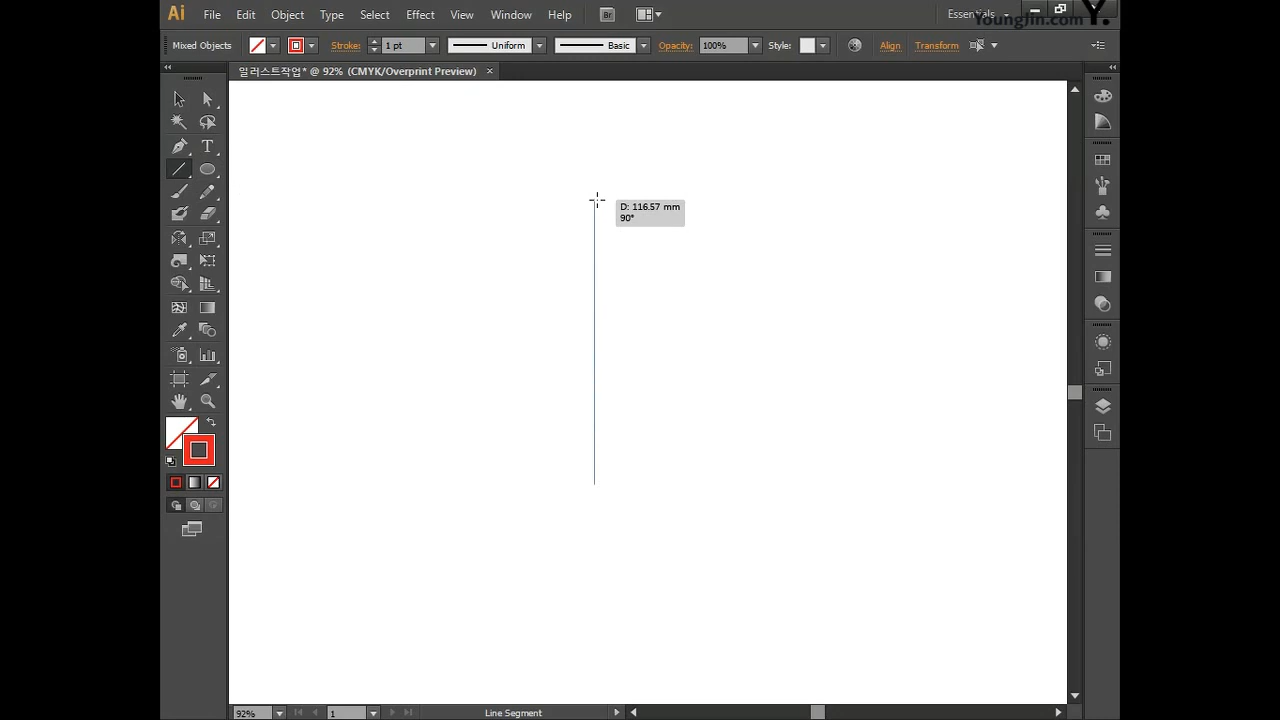 Ai File Edit Object Type Select Effect View Window Help Br Essentials
YoungJin.com Y.
Mixed Objects Stroke: 1 pt Uniform Basic Opacity: 100% Style: Align Transform
일러스트작업* @ 92% (CMYK/Overprint Preview) ×
T
D: 116.57 mm
90°
92% 1 Line Segment